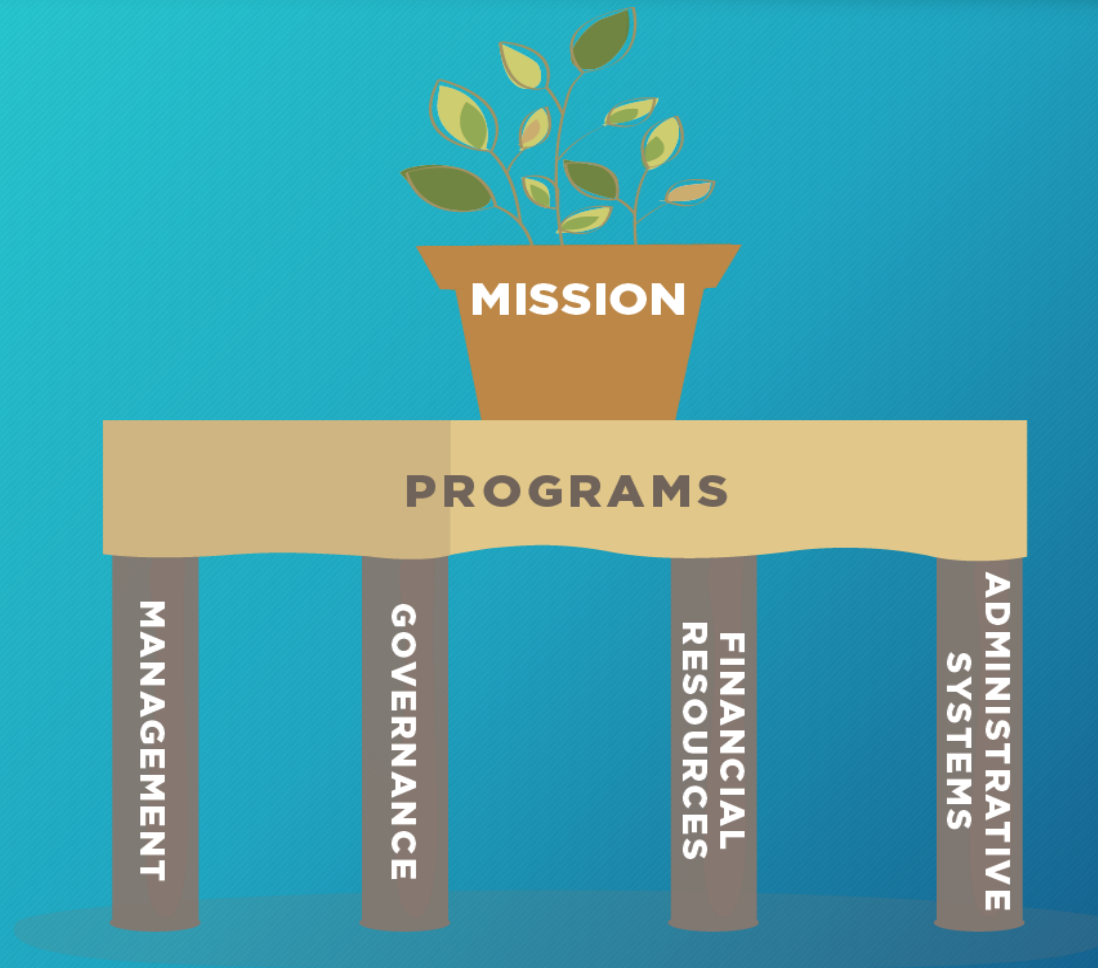 MISSION
PROGRAMS
MANAGEMENT
GOVERNANCE
FINANCIAL
RESOURCES
ADMINISTRATIVE
SYSTEMS